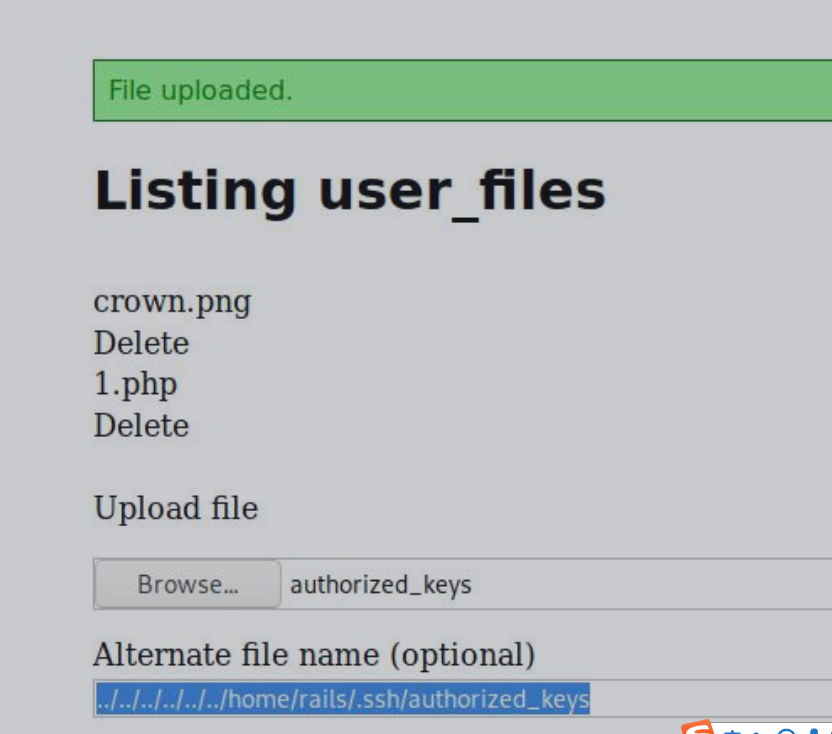 File uploaded.
Listing user_files
crown.png
Delete
1.php
Delete
Upload file
Browse...
authorized_keys
Alternate file name (optional)
../../../../../../home/rails/.ssh/authorized_keys